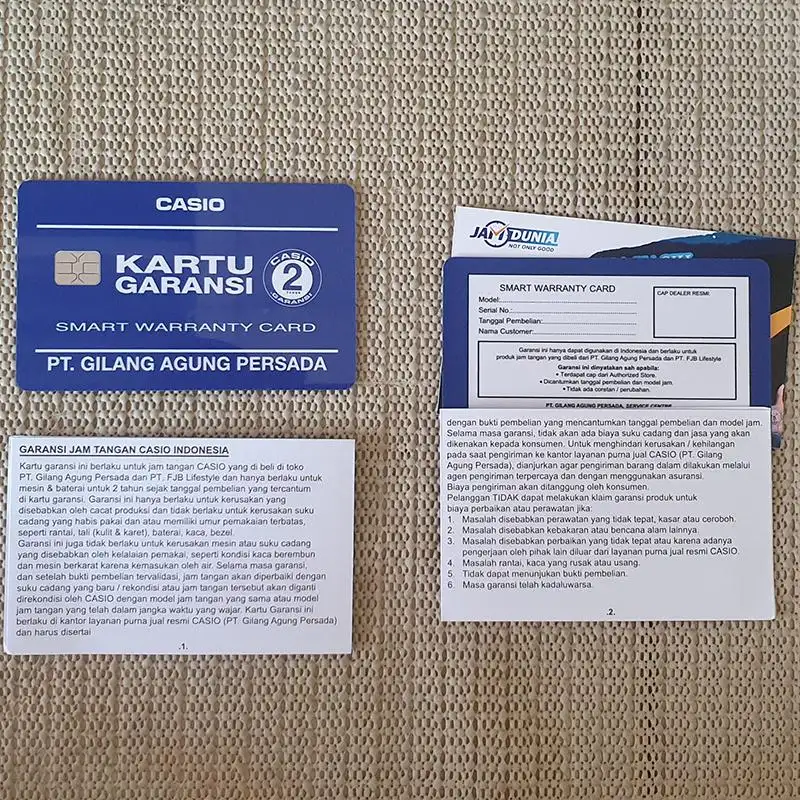 CASIO
KARTU
GARANSI
CASIO
2
TAHUN
GARANSI
SMART WARRANTY CARD
PT. GILANG AGUNG PERSADA
GARANSI JAM TANGAN CASIO INDONESIA
Kartu garansi ini berlaku untuk jam tangan CASIO yang di beli di toko
PT. Gilang Agung Persada dan PT. FJB Lifestyle dan hanya berlaku untuk
mesin & baterai untuk 2 tahun sejak tanggal pembelian yang tercantum
di kartu garansi. Garansi ini hanya berlaku untuk kerusakan yang
disebabkan oleh cacat produksi dan tidak berlaku untuk kerusakan suku
cadang yang habis pakai dan atau memiliki umur pemakaian terbatas,
seperti rantai, tali (kulit & karet), baterai, kaca, bezel.
Garansi ini juga tidak berlaku untuk kerusakan mesin atau suku cadang
yang disebabkan oleh kelalaian pemakai, seperti kondisi kaca berembun
dan mesin berkarat karena kemasukan oleh air. Selama masa garansi,
dan setelah bukti pembelian tervalidasi, jam tangan akan diperbaiki dengan
suku cadang yang baru / rekondisi atau jam tangan tersebut akan diganti
direkondisi oleh CASIO dengan model jam tangan yang sama atau model
jam tangan yang telah dalam jangka waktu yang wajar. Kartu Garansi ini
berlaku di kantor layanan purna jual resmi CASIO (PT. Gilang Agung Persada)
dan harus disertai
.1.
JAM DUNIA
NOT ONLY GOOD
SMART WARRANTY CARD
Model:
Serial No.:
Tanggal Pembelian:
Nama Customer:
CAP DEALER RESMI:
Garansi ini hanya dapat digunakan di Indonesia dan berlaku untuk
produk jam tangan yang dibeli dari PT. Gilang Agung Persada dan PT. FJB Lifestyle
Garansi ini dinyatakan sah apabila:
• Terdapat cap dari Authorized Store.
• Dicantumkan tanggal pembelian dan model jam.
• Tidak ada coretan / perubahan.
PT. GILANG AGUNG PERSADA, SERVICE CENTRE
dengan bukti pembelian yang mencantumkan tanggal pembelian dan model jam.
Selama masa garansi, tidak akan ada biaya suku cadang dan jasa yang akan
dikenakan kepada konsumen. Untuk menghindari kerusakan / kehilangan
pada saat pengiriman ke kantor layanan purna jual CASIO (PT. Gilang
Agung Persada), dianjurkan agar pengiriman barang dalam dilakukan melalui
agen pengiriman terpercaya dan dengan menggunakan asuransi.
Biaya pengiriman akan ditanggung oleh konsumen.
Pelanggan TIDAK dapat melakukan klaim garansi produk untuk
biaya perbaikan atau perawatan jika:
1. Masalah disebabkan perawatan yang tidak tepat, kasar atau ceroboh.
2. Masalah disebabkan kebakaran atau bencana alam lainnya.
3. Masalah disebabkan perbaikan yang tidak tepat atau karena adanya
pengerjaan oleh pihak lain diluar dari layanan purna jual resmi CASIO.
4. Masalah rantai, kaca yang rusak atau usang.
5. Tidak dapat menunjukan bukti pembelian.
6. Masa garansi telah kadaluwarsa.
.2.